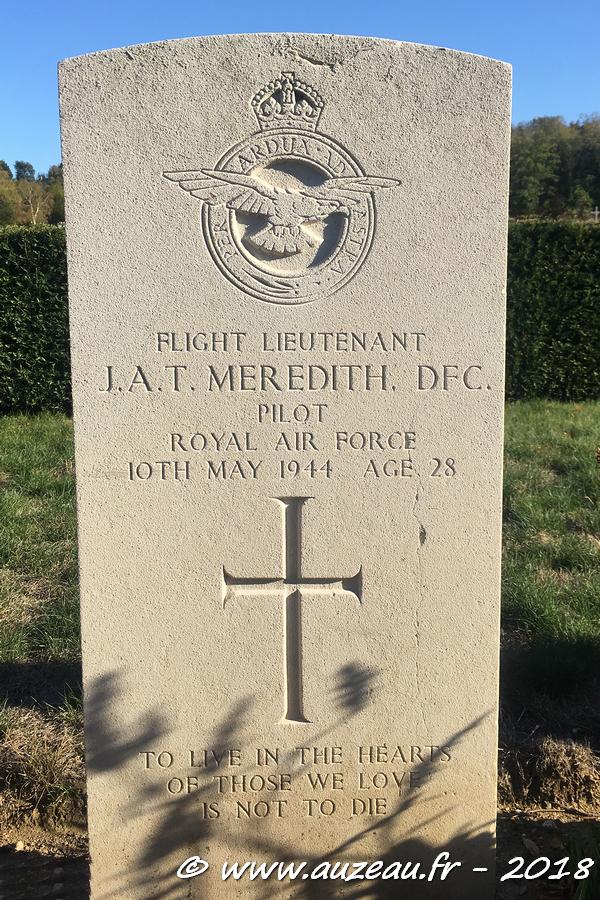 PER · ARDUA · AD · ASTRA
FLIGHT LIEUTENANT
J.A.T. MEREDITH, DFC.
PILOT
ROYAL AIR FORCE
10TH MAY 1944 AGE 28
TO LIVE IN THE HEARTS
OF THOSE WE LOVE
IS NOT TO DIE
© www.auzeau.fr - 2018